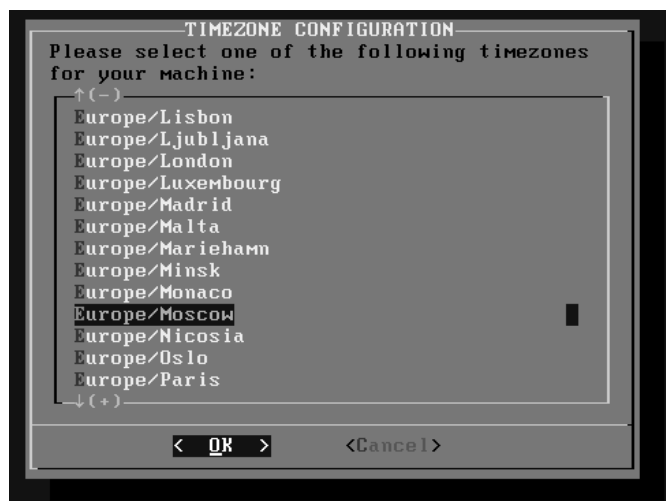 TIMEZONE CONFIGURATION
Please select one of the following timezones
for your machine:
↑(-)
Europe/Lisbon
Europe/Ljubljana
Europe/London
Europe/Luxembourg
Europe/Madrid
Europe/Malta
Europe/Mariehamn
Europe/Minsk
Europe/Monaco
Europe/Moscow
Europe/Nicosia
Europe/Oslo
Europe/Paris
↓(+)
< OK > <Cancel>